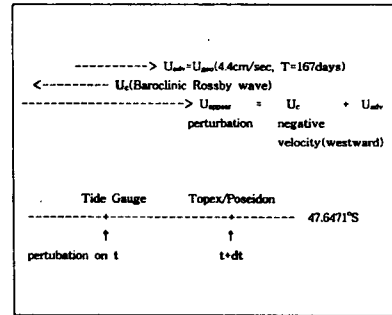 U_adv=U_geo(4.4cm/sec, T=167days)
U_c(Baroclinic Rossby wave)
U_appear = U_c + U_adv
perturbation negative
velocity(westward)
Tide Gauge Topex/Poseidon
47.6471°S
↑ ↑
pertubation on t t+dt